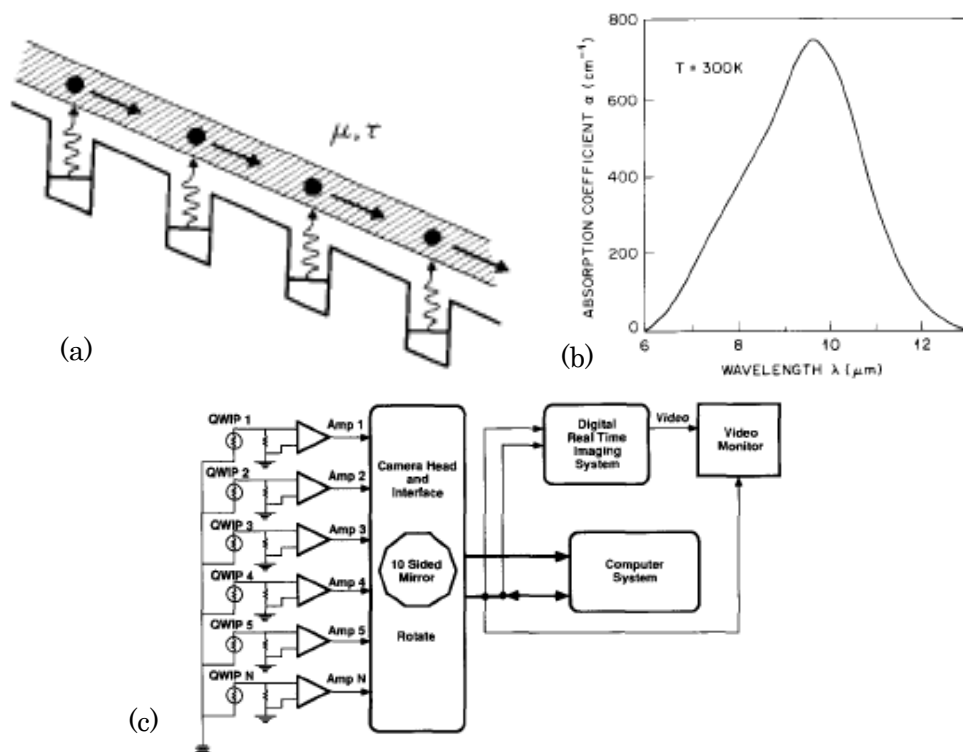 μ, τ
(a)
800
600
400
200
0
T = 300K
ABSORPTION COEFFICIENT α (cm⁻¹)
6 8 10 12
WAVELENGTH λ (μm)
(b)
QWIP 1
Amp 1
QWIP 2
Amp 2
QWIP 3
Amp 3
QWIP 4
Amp 4
QWIP 5
Amp 5
QWIP N
Amp N
Camera Head
and
Interface
10 Sided
Mirror
Rotate
Digital
Real Time
Imaging
System
Video
Video
Monitor
Computer
System
(c)